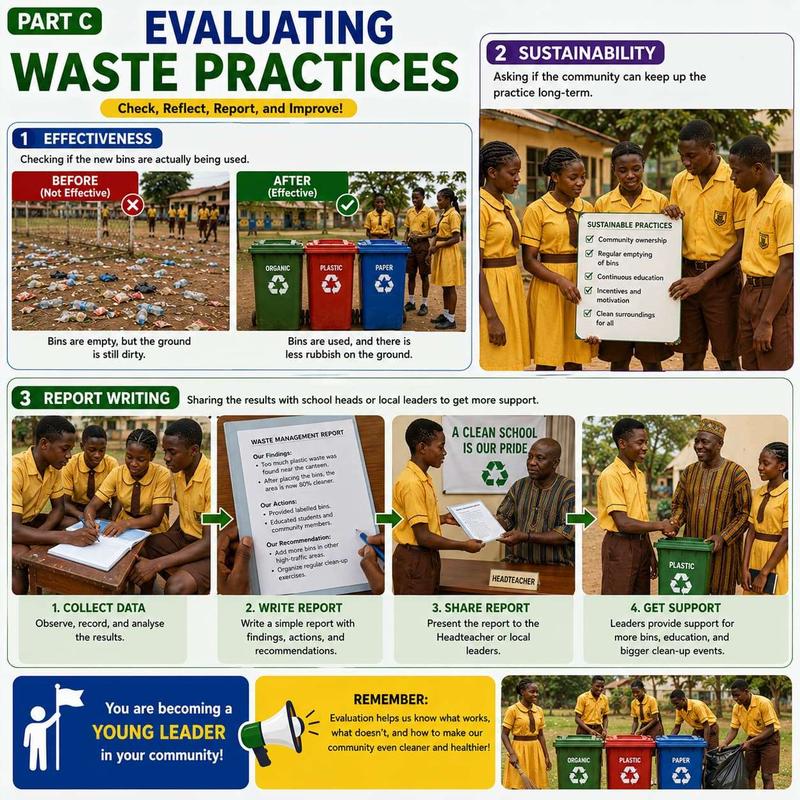 PART C
EVALUATING
WASTE PRACTICES
Check, Reflect, Report, and Improve!
1 EFFECTIVENESS
Checking if the new bins are actually being used.
BEFORE
(Not Effective)
AFTER
(Effective)
ORGANIC
PLASTIC
PAPER
Bins are empty, but the ground
is still dirty.
Bins are used, and there is
less rubbish on the ground.
2 SUSTAINABILITY
Asking if the community can keep up the
practice long-term.
SUSTAINABLE PRACTICES
Community ownership
Regular emptying
of bins
Continuous education
Incentives and
motivation
Clean surroundings
for all
3 REPORT WRITING
Sharing the results with school heads or local leaders to get more support.
WASTE MANAGEMENT REPORT
Our Findings:
• Too much plastic waste was
found near the canteen.
• After placing the bins, the
area is now 80% cleaner.
Our Actions:
• Provided labelled bins.
• Educated students and
community members.
Our Recommendation:
• Add more bins in other
high-traffic areas.
• Organize regular clean-up
exercises.
A CLEAN SCHOOL
IS OUR PRIDE
HEADTEACHER
PLASTIC
1. COLLECT DATA
Observe, record, and analyse
the results.
2. WRITE REPORT
Write a simple report with
findings, actions, and
recommendations.
3. SHARE REPORT
Present the report to the
Headteacher or local
leaders.
4. GET SUPPORT
Leaders provide support for
more bins, education, and
bigger clean-up events.
You are becoming a
YOUNG LEADER
in your community!
REMEMBER:
Evaluation helps us know what works,
what doesn't, and how to make our
community even cleaner and healthier!
ORGANIC
PLASTIC
PAPER